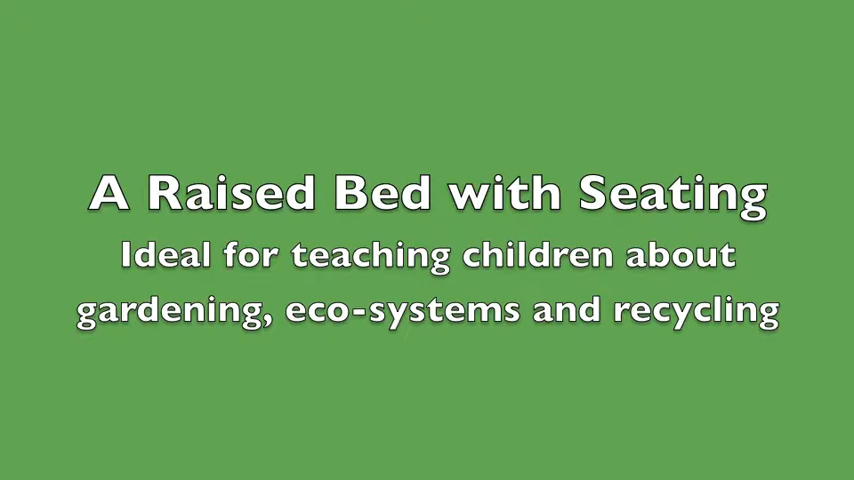 A Raised Bed with Seating
Ideal for teaching children about
gardening, eco-systems and recycling